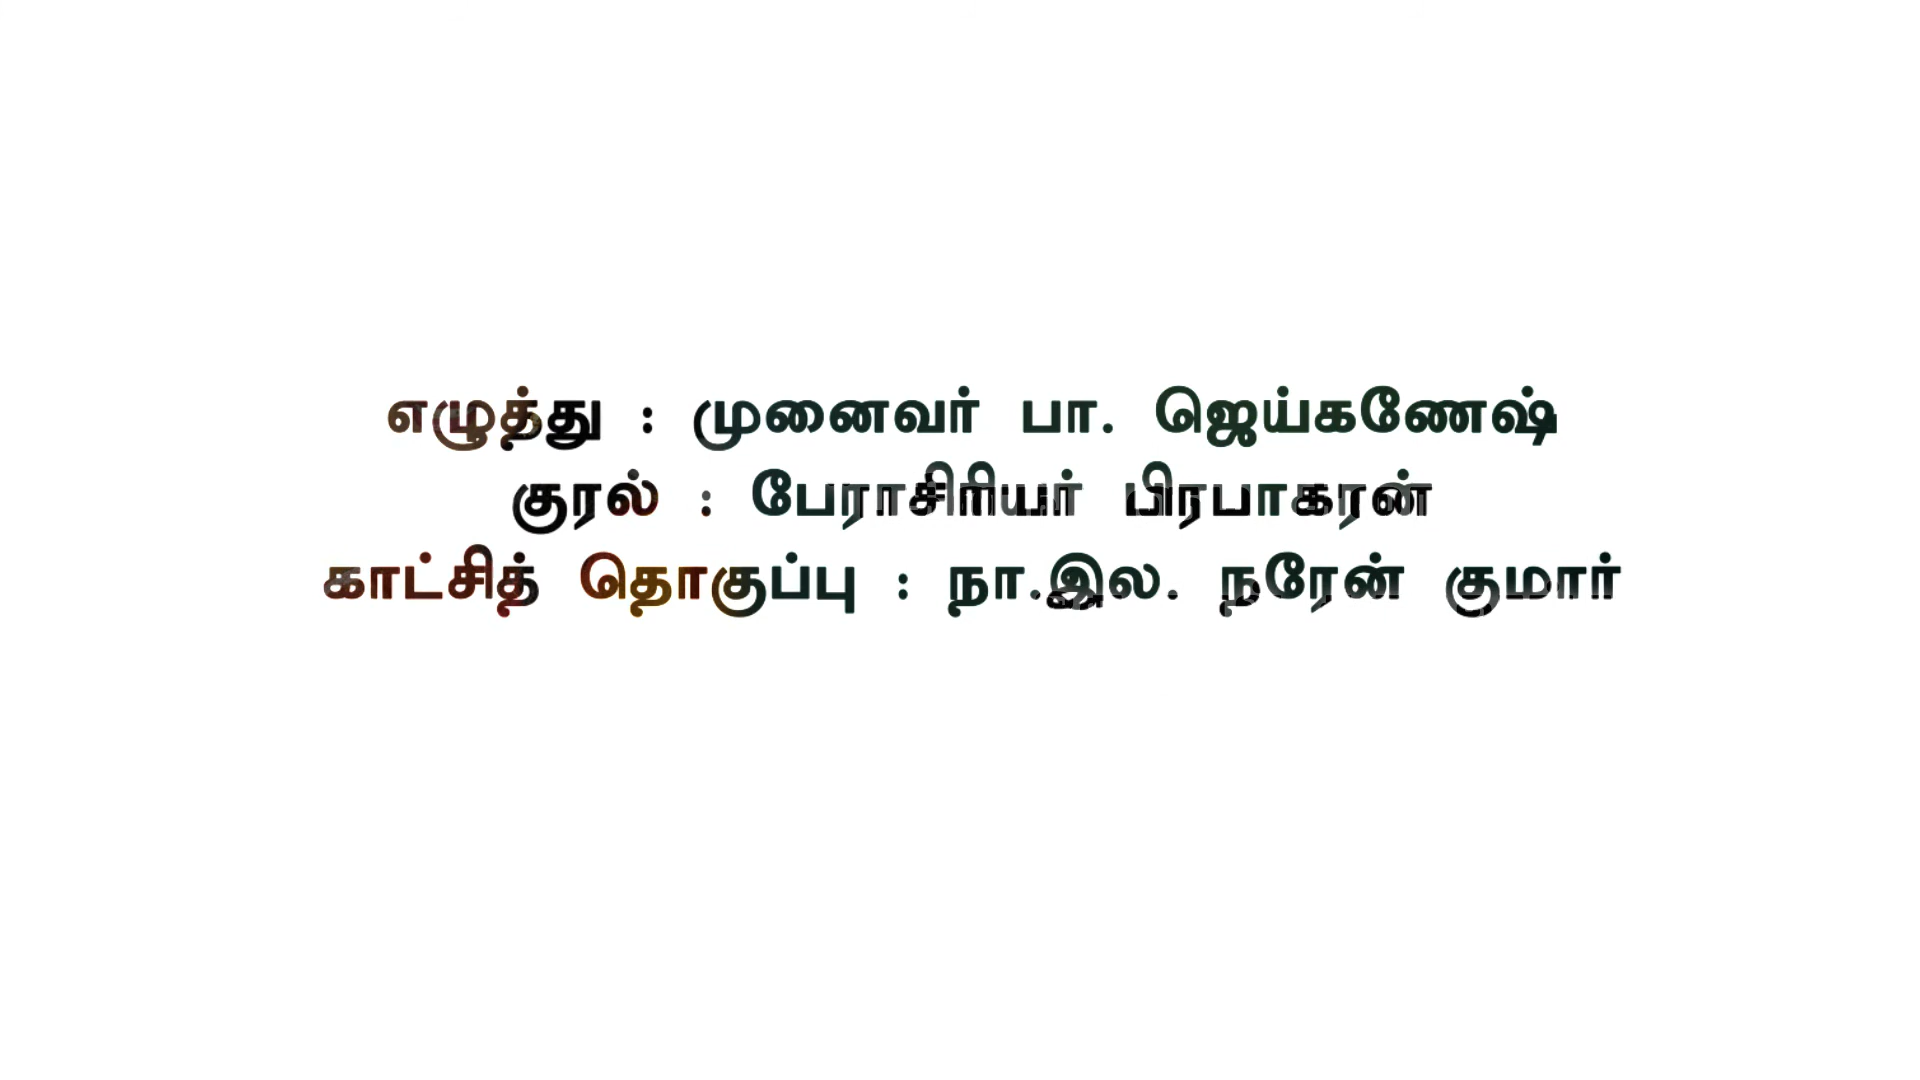 எழுத்து : முனைவர் பா. ஜெய்கணேஷ்
குரல் : பேராசிரியர் பிரபாகரன்
காட்சித் தொகுப்பு : நா.இல. நரேன் குமார்